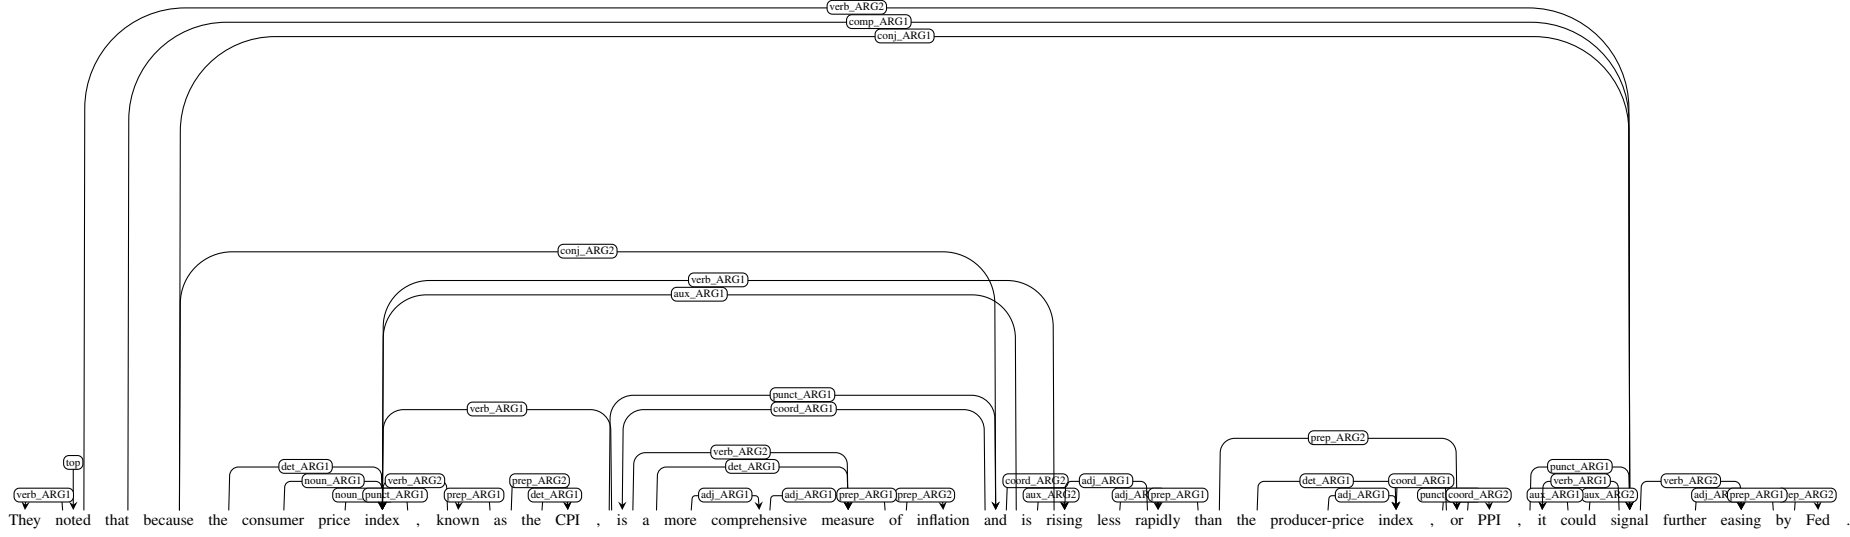 verb_ARG2
comp_ARG1
conj_ARG1
conj_ARG2
verb_ARG1
aux_ARG1
punct_ARG1
verb_ARG1 coord_ARG1
prep_ARG2
verb_ARG2
top det_ARG1 det_ARG1 punct_ARG1
noun_ARG1 verb_ARG2 prep_ARG2 coord_ARG2 adj_ARG1 det_ARG1 coord_ARG1 verb_ARG1 verb_ARG2
verb_ARG1 punct_ARG1 prep_ARG1 det_ARG1 adj_ARG1 adj_ARG1 prep_ARG1 prep_ARG2 aux_ARG2 prep_ARG1 adj_ARG1 coord_ARG2 aux_ARG1 aux_ARG2 prep_ARG1
They noted that because the consumer price index , known as the CPI , is a more comprehensive measure of inflation and is rising less rapidly than the producer-price index , or PPI , it could signal further easing by Fed .